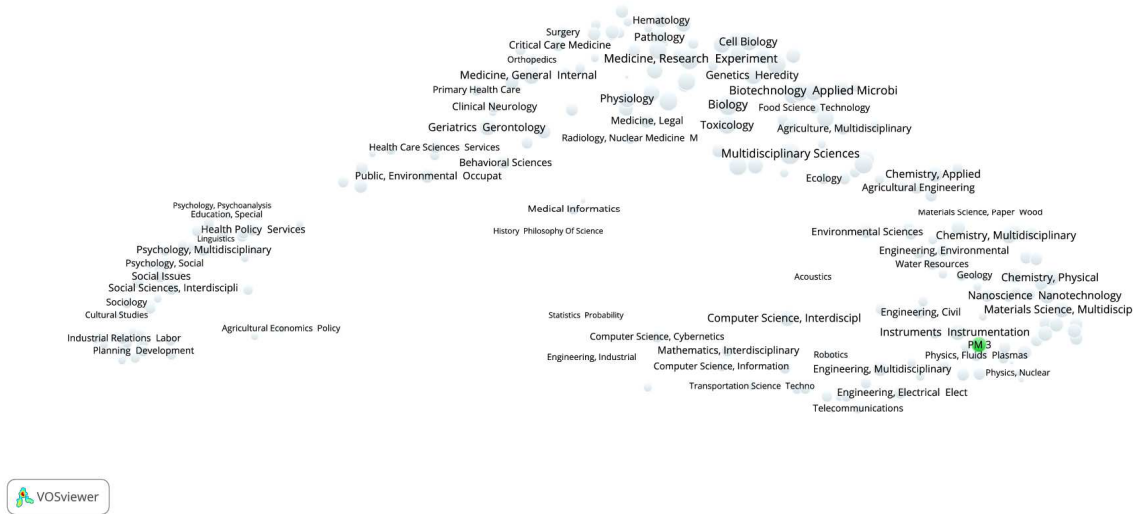 Hematology
Surgery
Pathology
Critical Care Medicine
Cell Biology
Orthopedics
Medicine, Research Experiment
Medicine, General Internal
Genetics Heredity
Primary Health Care
Biotechnology Applied Microbi
Physiology
Biology
Clinical Neurology
Food Science Technology
Medicine, Legal
Geriatrics Gerontology
Toxicology
Agriculture, Multidisciplinary
Radiology, Nuclear Medicine M
Health Care Sciences Services
Multidisciplinary Sciences
Behavioral Sciences
Public, Environmental Occupat
Ecology
Chemistry, Applied
Agricultural Engineering
Psychology, Psychoanalysis
Medical Informatics
Materials Science, Paper Wood
Education, Special
Health Policy Services
History Philosophy Of Science
Environmental Sciences
Chemistry, Multidisciplinary
Linguistics
Psychology, Multidisciplinary
Engineering, Environmental
Psychology, Social
Water Resources
Social Issues
Acoustics
Geology
Chemistry, Physical
Social Sciences, Interdiscipli
Sociology
Nanoscience Nanotechnology
Cultural Studies
Statistics Probability
Computer Science, Interdiscipl
Engineering, Civil
Materials Science, Multidiscip
Agricultural Economics Policy
Instruments Instrumentation
Industrial Relations Labor
Computer Science, Cybernetics
PM 3
Planning Development
Engineering, Industrial
Mathematics, Interdisciplinary
Robotics
Physics, Fluids Plasmas
Computer Science, Information
Engineering, Multidisciplinary
Physics, Nuclear
Transportation Science Techno
Engineering, Electrical Elect
Telecommunications
VOSviewer